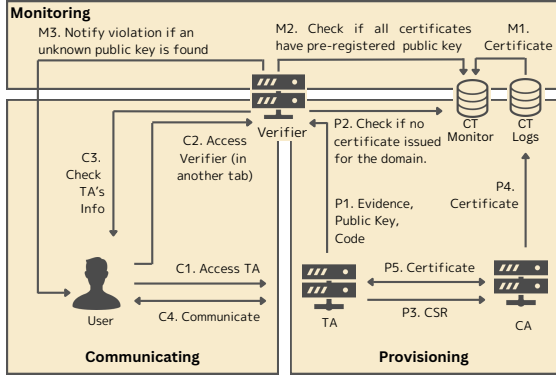 Monitoring
M3. Notify violation if an
unknown public key is found
M2. Check if all certificates
have pre-registered public key
M1.
Certificate
Verifier
CT
Monitor
CT
Logs
C3.
Check
TA's
Info
C2. Access
Verifier (in
another tab)
P2. Check if no
certificate issued
for the domain.
P1. Evidence,
Public Key,
Code
P4.
Certificate
C1. Access TA
C4. Communicate
User
P5. Certificate
P3. CSR
TA
CA
Communicating
Provisioning